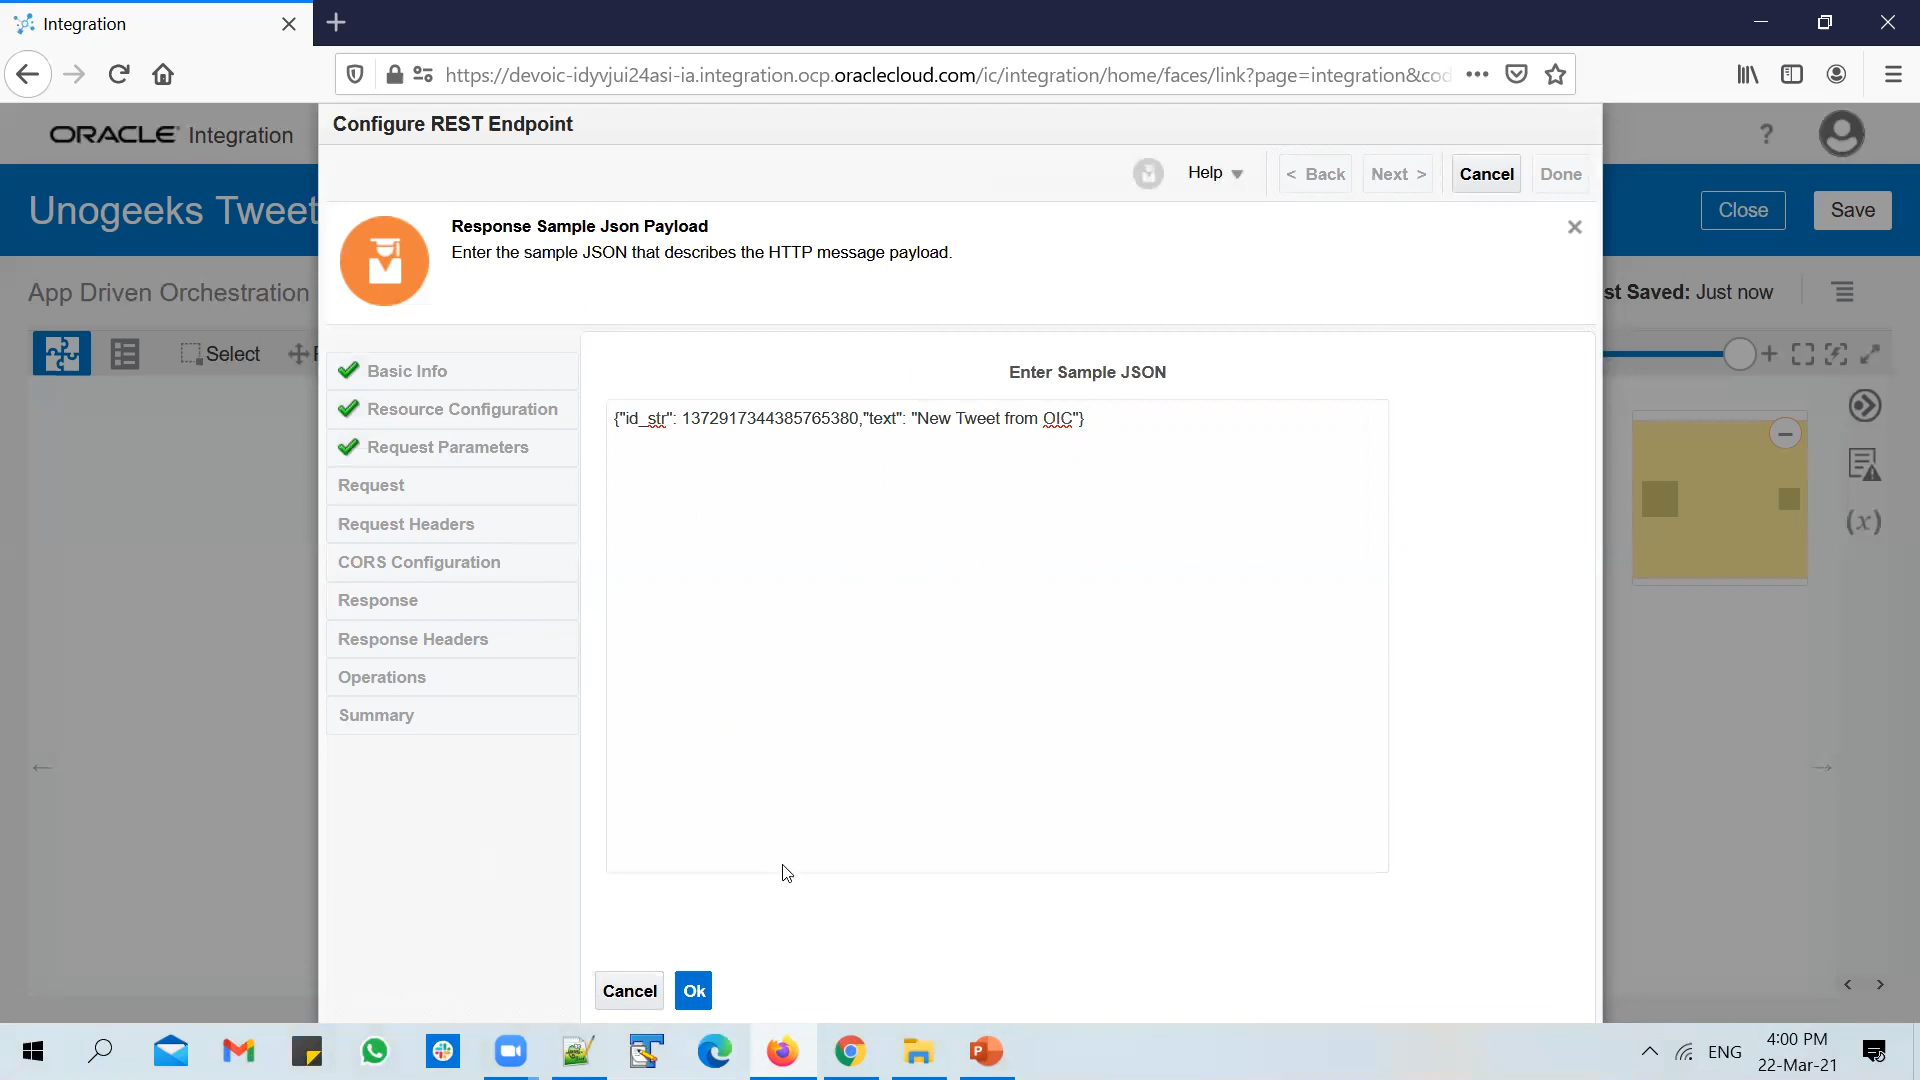 Integration
https://devoic-idyvjui24asi-ia.integration.ocp.oraclecloud.com/ic/integration/home/faces/link?page=integration&cod
Configure REST Endpoint
ORACLE Integration
Help
< Back
Next >
Cancel
Done
Unogeeks Tweet
Close
Save
Response Sample Json Payload
Enter the sample JSON that describes the HTTP message payload.
App Driven Orchestration
st Saved: Just now
Select
Basic Info
Resource Configuration
Request Parameters
Request
Request Headers
CORS Configuration
Response
Response Headers
Operations
Summary
Enter Sample JSON
{"id_str": 1372917344385765380,"text": "New Tweet from OIC"}
(x)
Cancel
Ok
ENG
4:00 PM
22-Mar-21